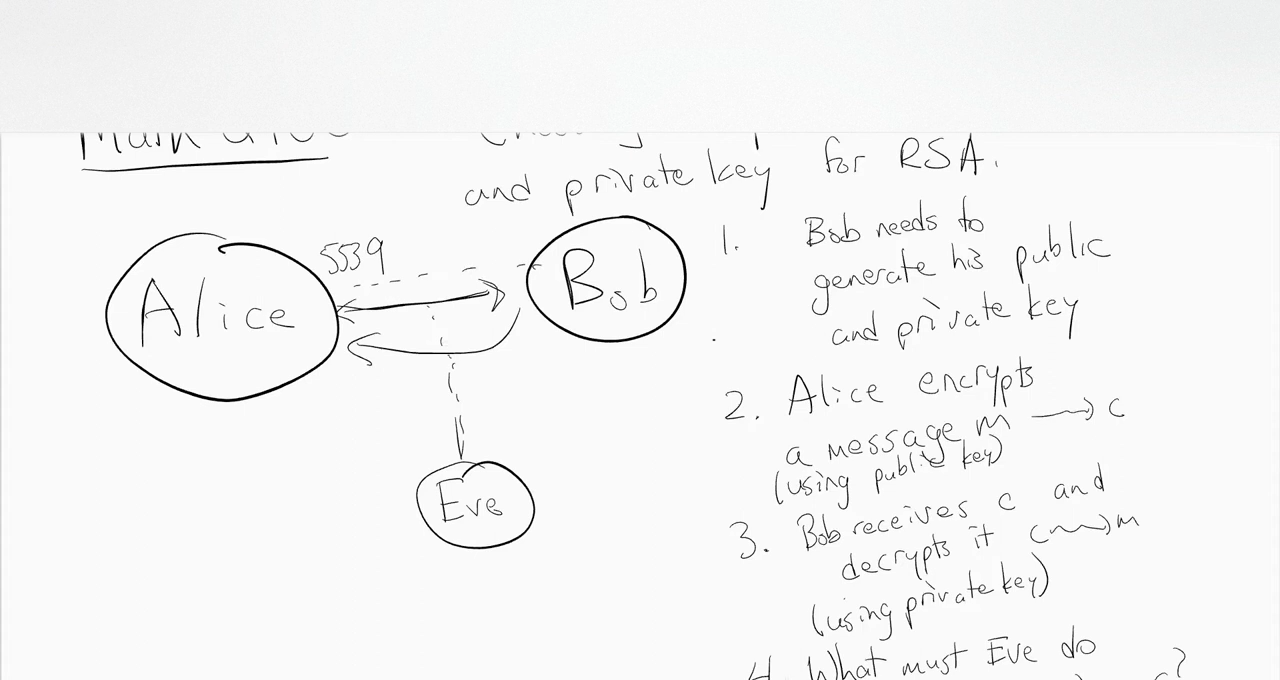 and private key for RSA.
5539
Alice
Bob
Eve
1. Bob needs to
generate his public
and private key
2. Alice encrypts
a message m → c
(using public key)
3. Bob receives c and
decrypts it c → m
(using private key)
4. What must Eve do
c?